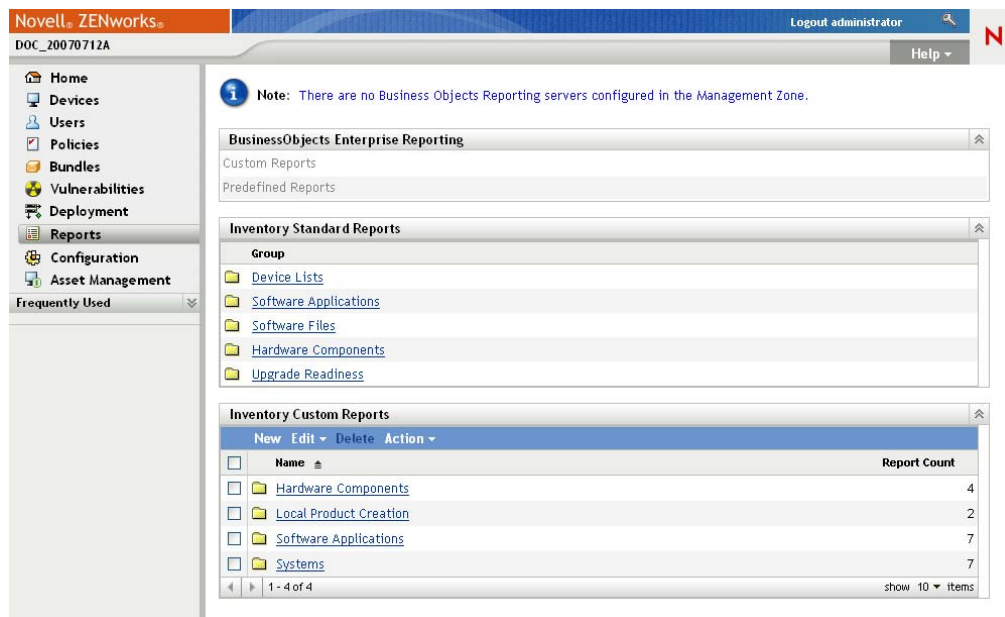 Novell® ZENworks®
Logout administrator
DOC_20070712A
N
Help
Home
Devices
Users
Policies
Bundles
Vulnerabilities
Deployment
Reports
Configuration
Asset Management
Frequently Used
Note: There are no Business Objects Reporting servers configured in the Management Zone.
BusinessObjects Enterprise Reporting
Custom Reports
Predefined Reports
Inventory Standard Reports
Group
Device Lists
Software Applications
Software Files
Hardware Components
Upgrade Readiness
Inventory Custom Reports
New Edit Delete Action
Name Report Count
Hardware Components 4
Local Product Creation 2
Software Applications 7
Systems 7
1 - 4 of 4 show 10 items